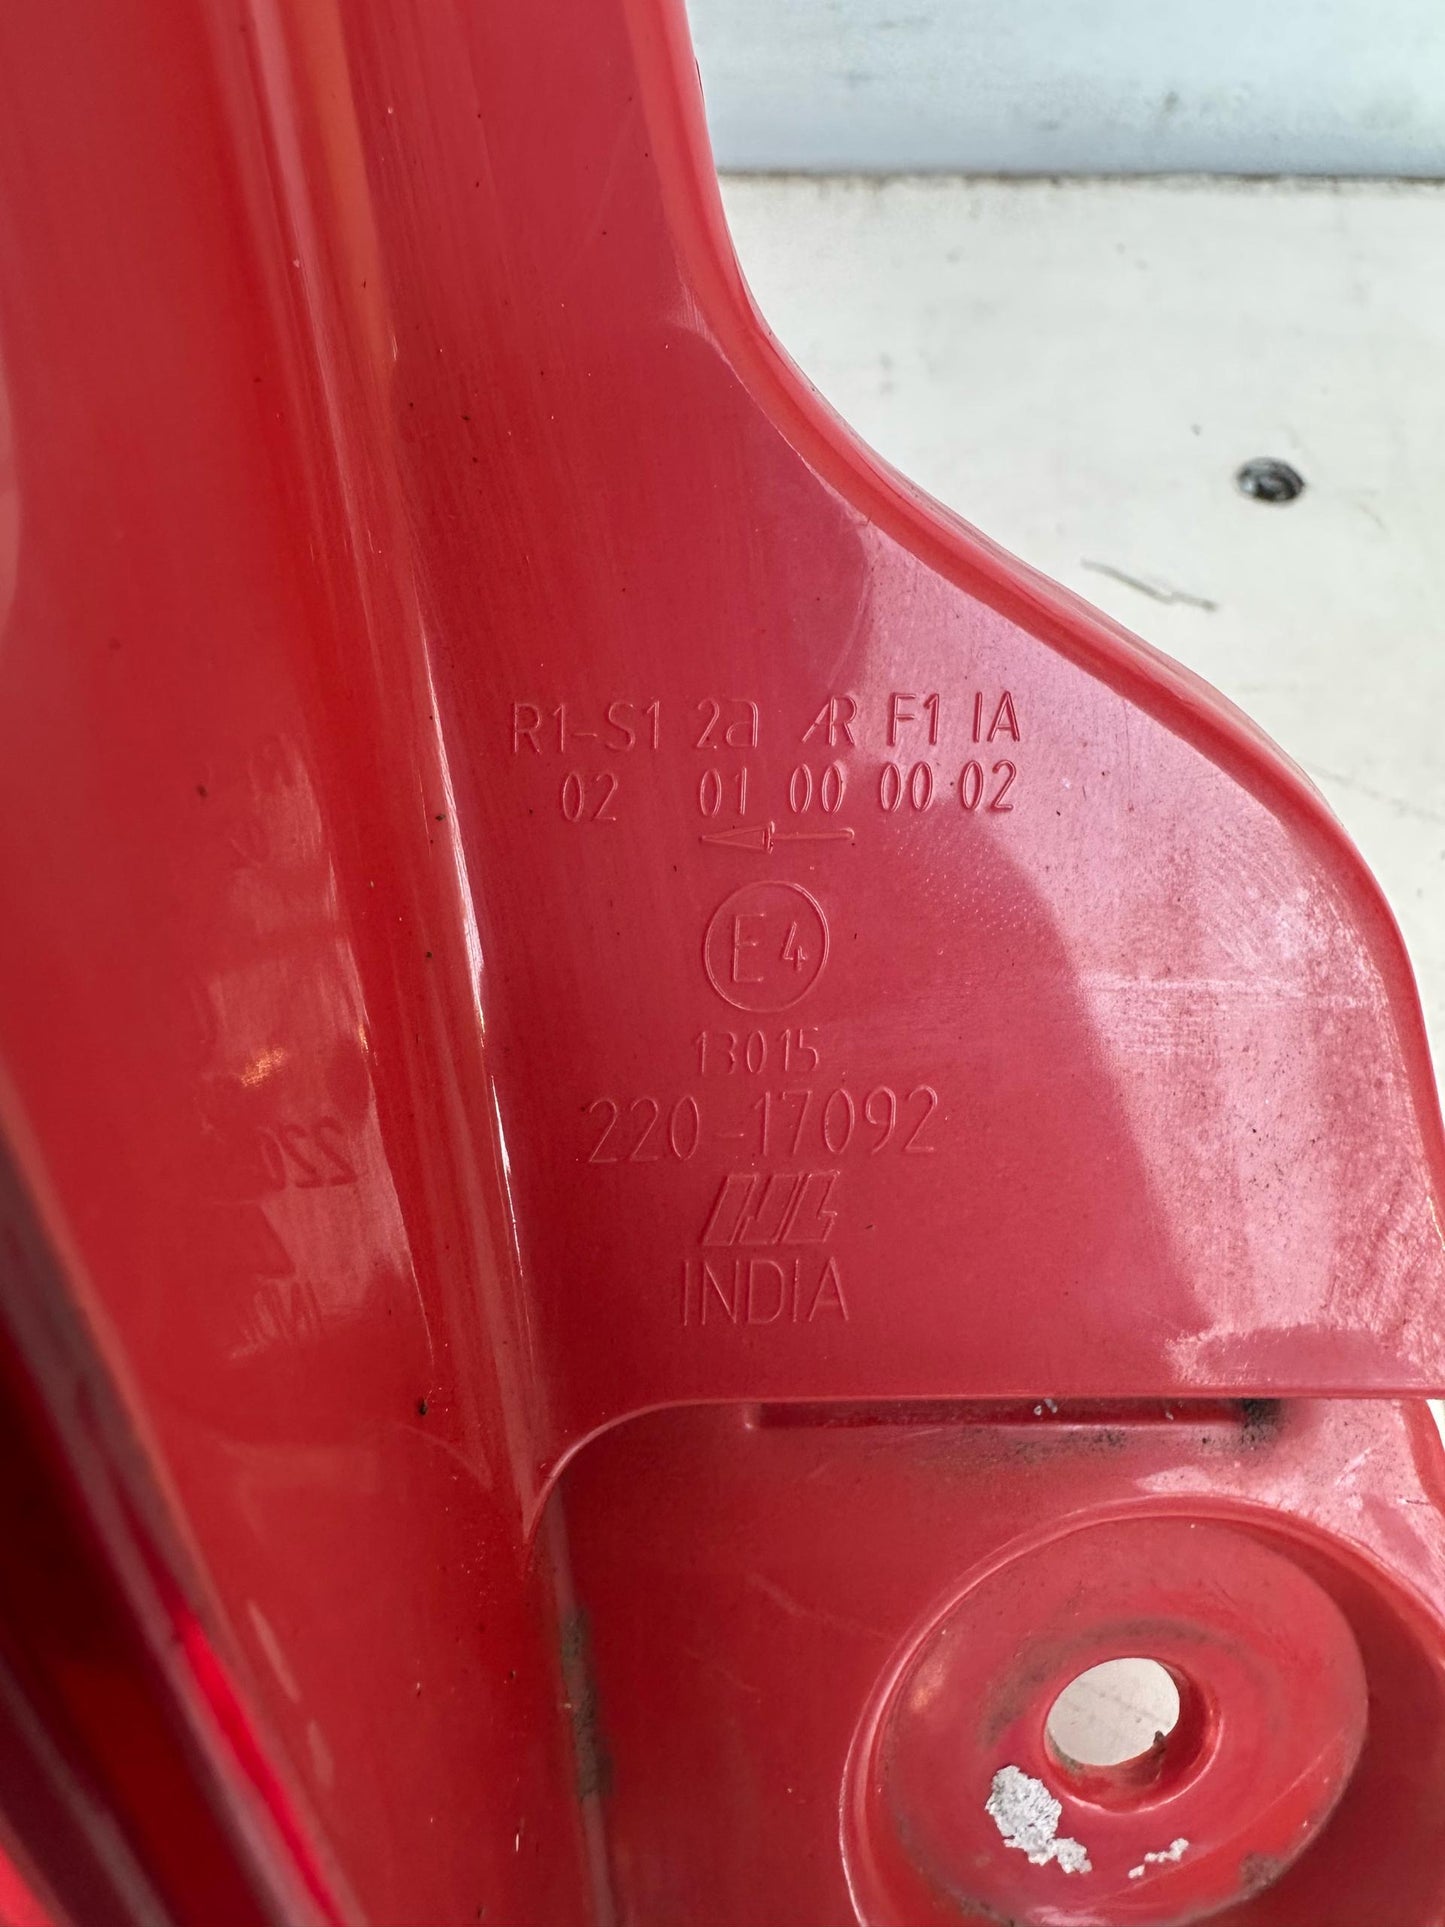 R1-S1 2a AR F1 IA
02 01 00 00 02
E4
13015
220-17092
INDIA